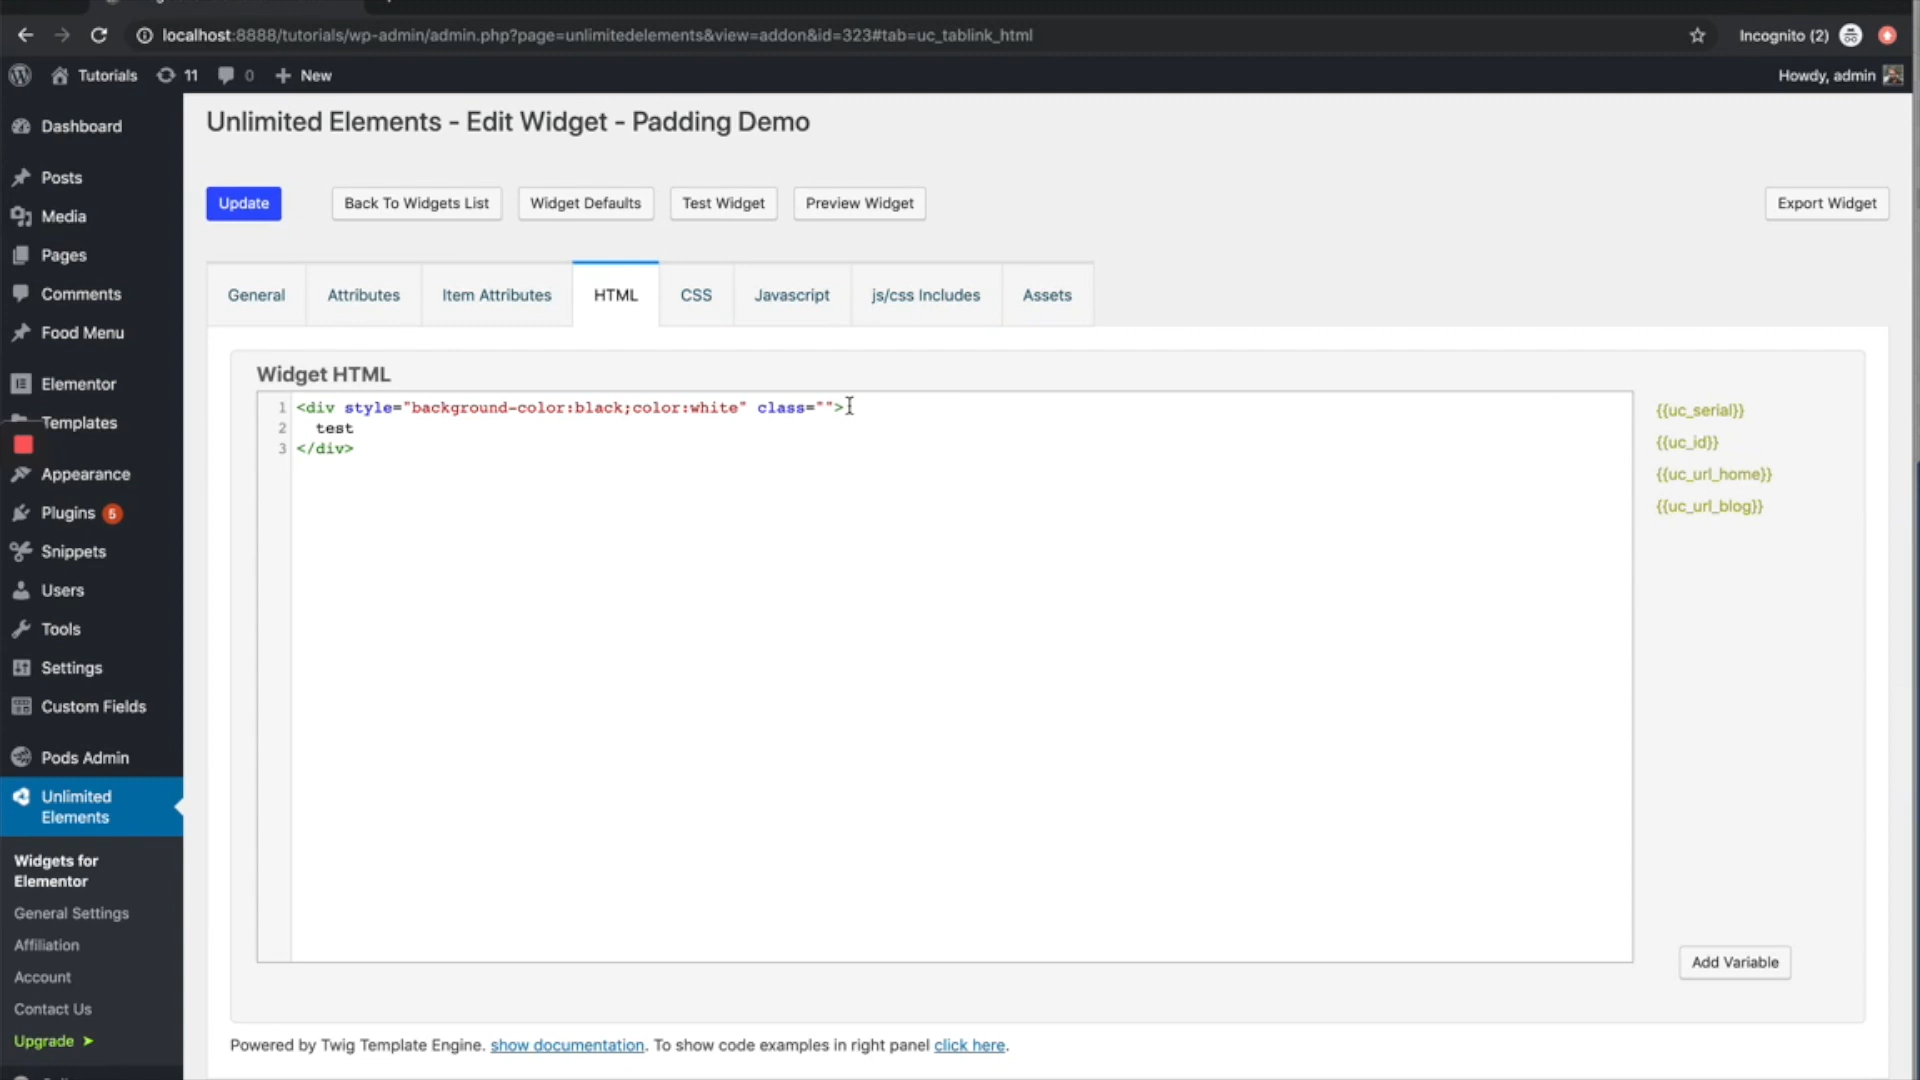 localhost:8888/tutorials/wp-admin/admin.php?page=unlimitedelements&view=addon&id=323#tab=uc_tablink_html
Incognito (2)
Tutorials
11
0
New
Howdy, admin
Dashboard
Posts
Media
Pages
Comments
Food Menu
Elementor
Templates
Appearance
Plugins 5
Snippets
Users
Tools
Settings
Custom Fields
Pods Admin
Unlimited
Elements
Widgets for
Elementor
General Settings
Affiliation
Account
Contact Us
Upgrade ➤
Unlimited Elements - Edit Widget - Padding Demo
Update
Back To Widgets List
Widget Defaults
Test Widget
Preview Widget
Export Widget
General
Attributes
Item Attributes
HTML
CSS
Javascript
js/css Includes
Assets
Widget HTML
1 <div style="background-color:black;color:white" class="">
2 test
3 </div>
{{uc_serial}}
{{uc_id}}
{{uc_url_home}}
{{uc_url_blog}}
Add Variable
Powered by Twig Template Engine. show documentation. To show code examples in right panel click here.